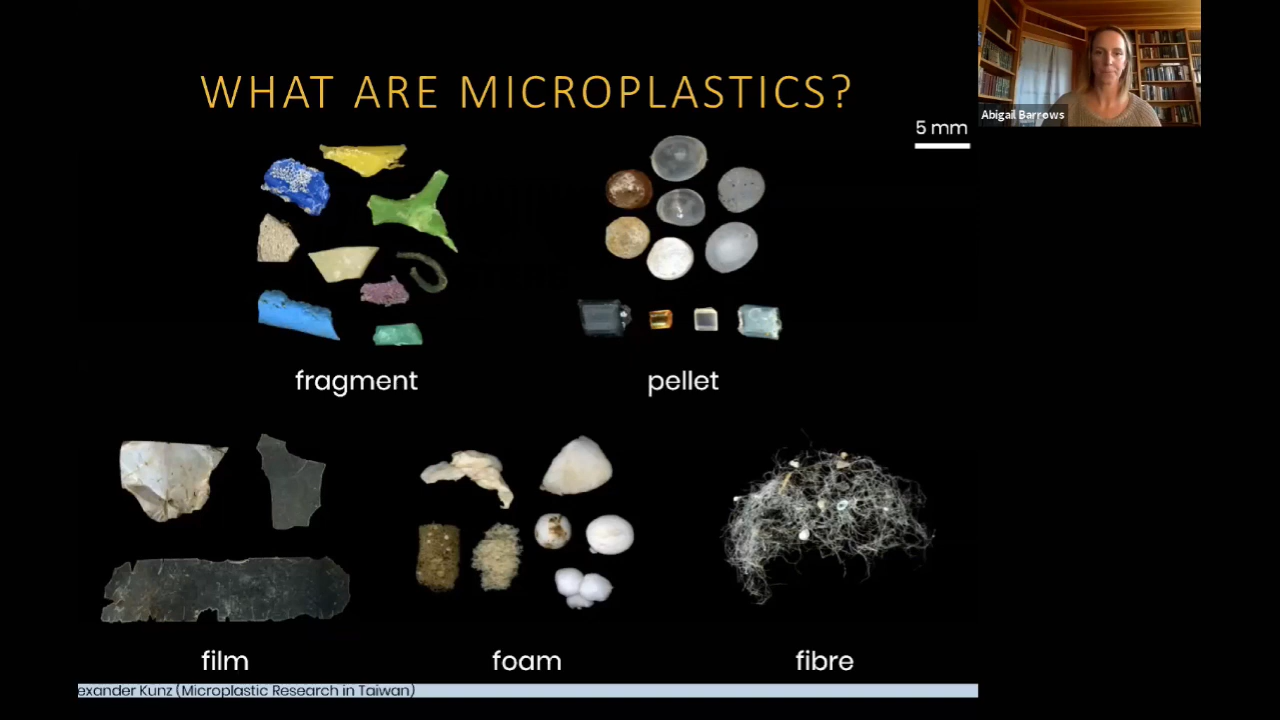 WHAT ARE MICROPLASTICS?
Abigail Barrows
5 mm
fragment
pellet
film
foam
fibre
exander Kunz (Microplastic Research in Taiwan)